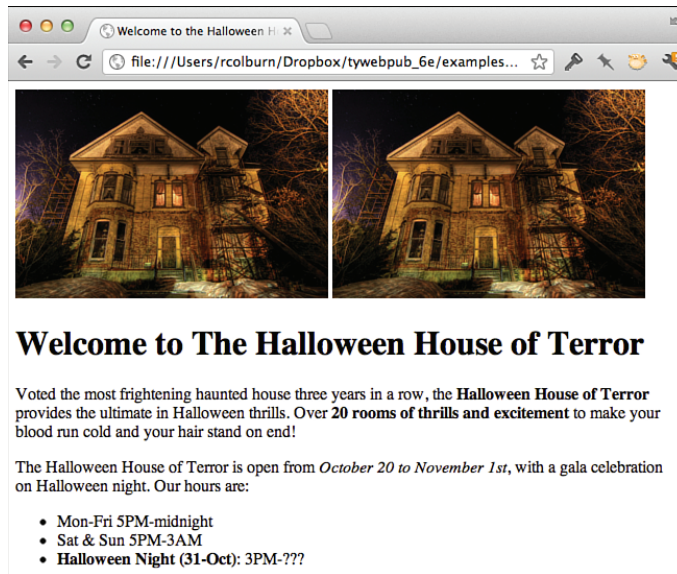 Welcome to the Halloween H
file:///Users/rcolburn/Dropbox/tywebpub_6e/examples...
Welcome to The Halloween House of Terror
Voted the most frightening haunted house three years in a row, the Halloween House of Terror
provides the ultimate in Halloween thrills. Over 20 rooms of thrills and excitement to make your
blood run cold and your hair stand on end!
The Halloween House of Terror is open from October 20 to November 1st, with a gala celebration
on Halloween night. Our hours are:
• Mon-Fri 5PM-midnight
• Sat & Sun 5PM-3AM
• Halloween Night (31-Oct): 3PM-???